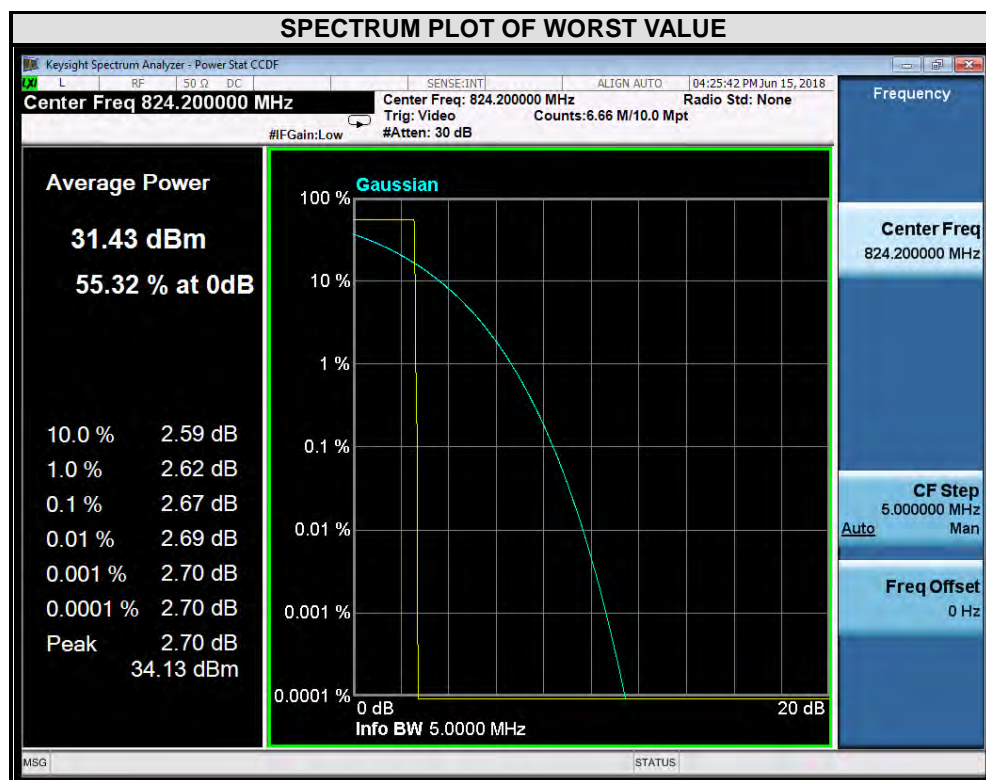 SPECTRUM PLOT OF WORST VALUE
Keysight Spectrum Analyzer - Power Stat CCDF
LXI L RF 50 Ω DC SENSE:INT ALIGN AUTO 04:25:42 PM Jun 15, 2018
Center Freq 824.200000 MHz
Center Freq: 824.200000 MHz Radio Std: None
Trig: Video Counts:6.66 M/10.0 Mpt
#IFGain:Low #Atten: 30 dB
Average Power
31.43 dBm
55.32 % at 0dB
10.0 % 2.59 dB
1.0 % 2.62 dB
0.1 % 2.67 dB
0.01 % 2.69 dB
0.001 % 2.70 dB
0.0001 % 2.70 dB
Peak 2.70 dB
34.13 dBm
Gaussian
100 %
10 %
1 %
0.1 %
0.01 %
0.001 %
0.0001 %
0 dB 20 dB
Info BW 5.0000 MHz
Frequency
Center Freq
824.200000 MHz
CF Step
5.000000 MHz
Auto Man
Freq Offset
0 Hz
MSG STATUS